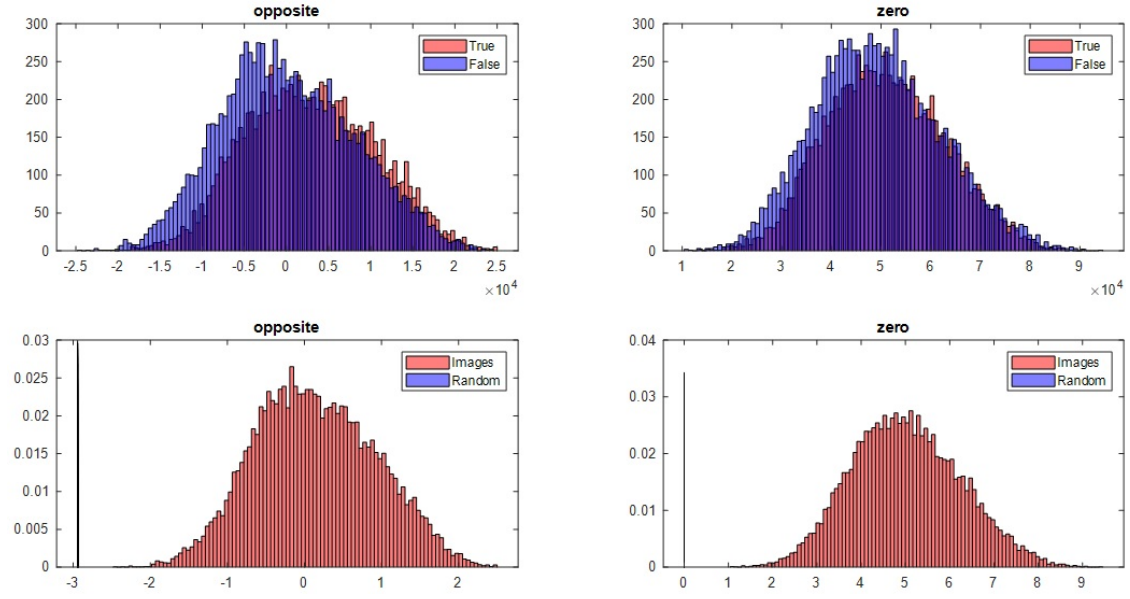 opposite
300
250
200
150
100
50
0
True
False
-2.5 -2 -1.5 -1 -0.5 0 0.5 1 1.5 2 2.5
×10^4
zero
300
250
200
150
100
50
0
True
False
1 2 3 4 5 6 7 8 9
×10^4
opposite
0.03
0.025
0.02
0.015
0.01
0.005
0
Images
Random
-3 -2 -1 0 1 2
zero
0.04
0.03
0.02
0.01
0
Images
Random
0 1 2 3 4 5 6 7 8 9